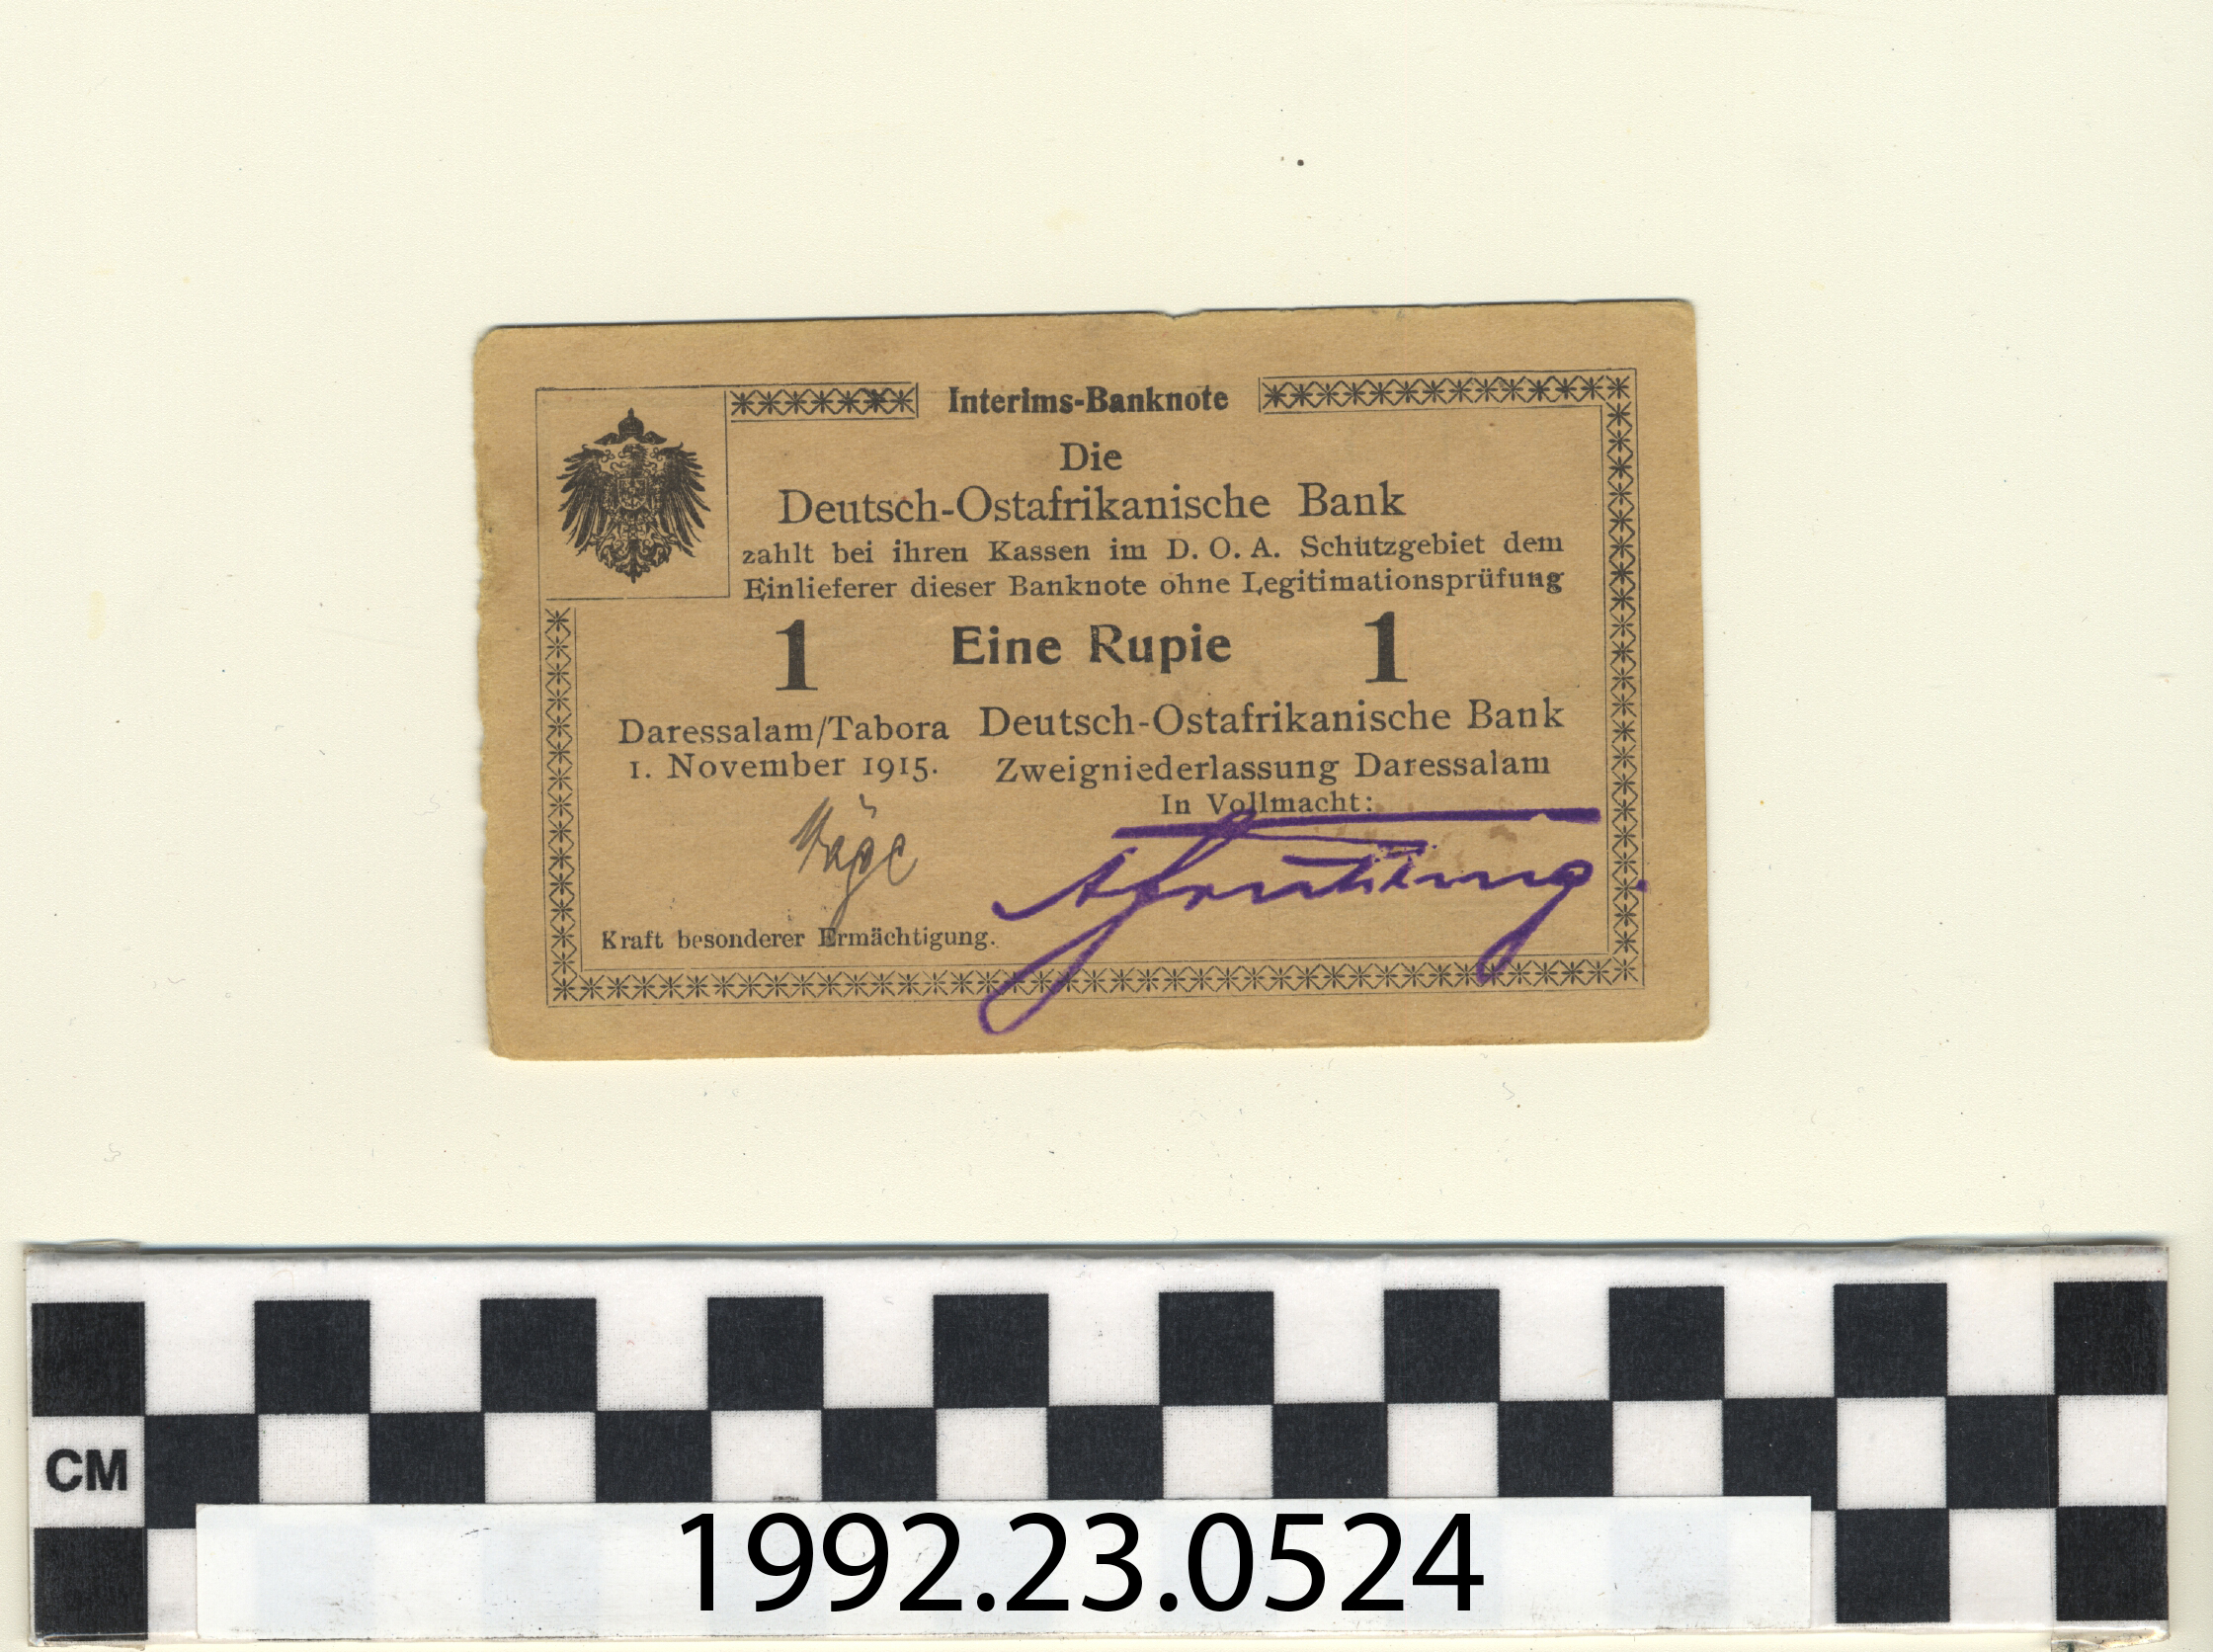 Interims-Banknote
Die
Deutsch-Ostafrikanische Bank
zahlt bei ihren Kassen im D. O. A. Schutzgebiet dem
Einlieferer dieser Banknote ohne Legitimationsprüfung
1 Eine Rupie 1
Daressalam/Tabora
1. November 1915.
Deutsch-Ostafrikanische Bank
Zweigniederlassung Daressalam
In Vollmacht:
Kraft besonderer Ermächtigung.
CM
1992.23.0524